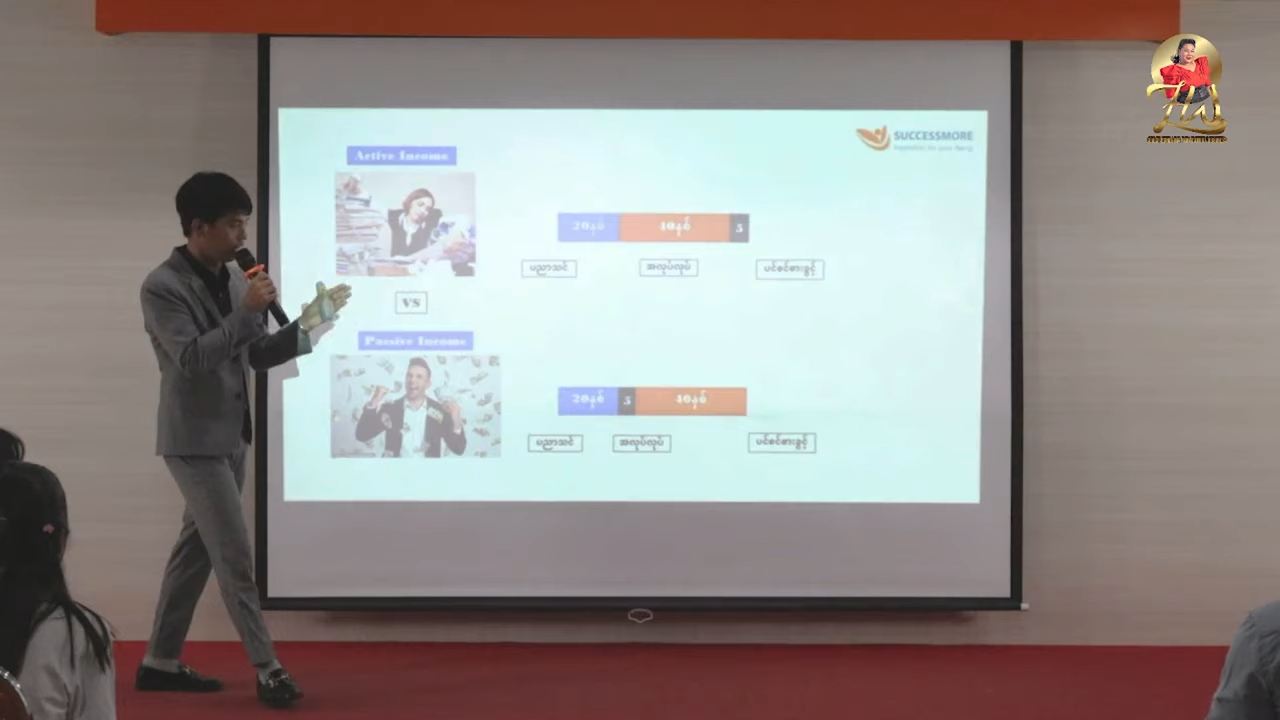 SUCCESSMORE
Active Income
20နှစ် 40နှစ် 5
ပညာသင် အလုပ်လုပ် ပင်စင်စားခွင့်
VS
Passive Income
20နှစ် 5 40နှစ်
ပညာသင် အလုပ်လုပ် ပင်စင်စားခွင့်